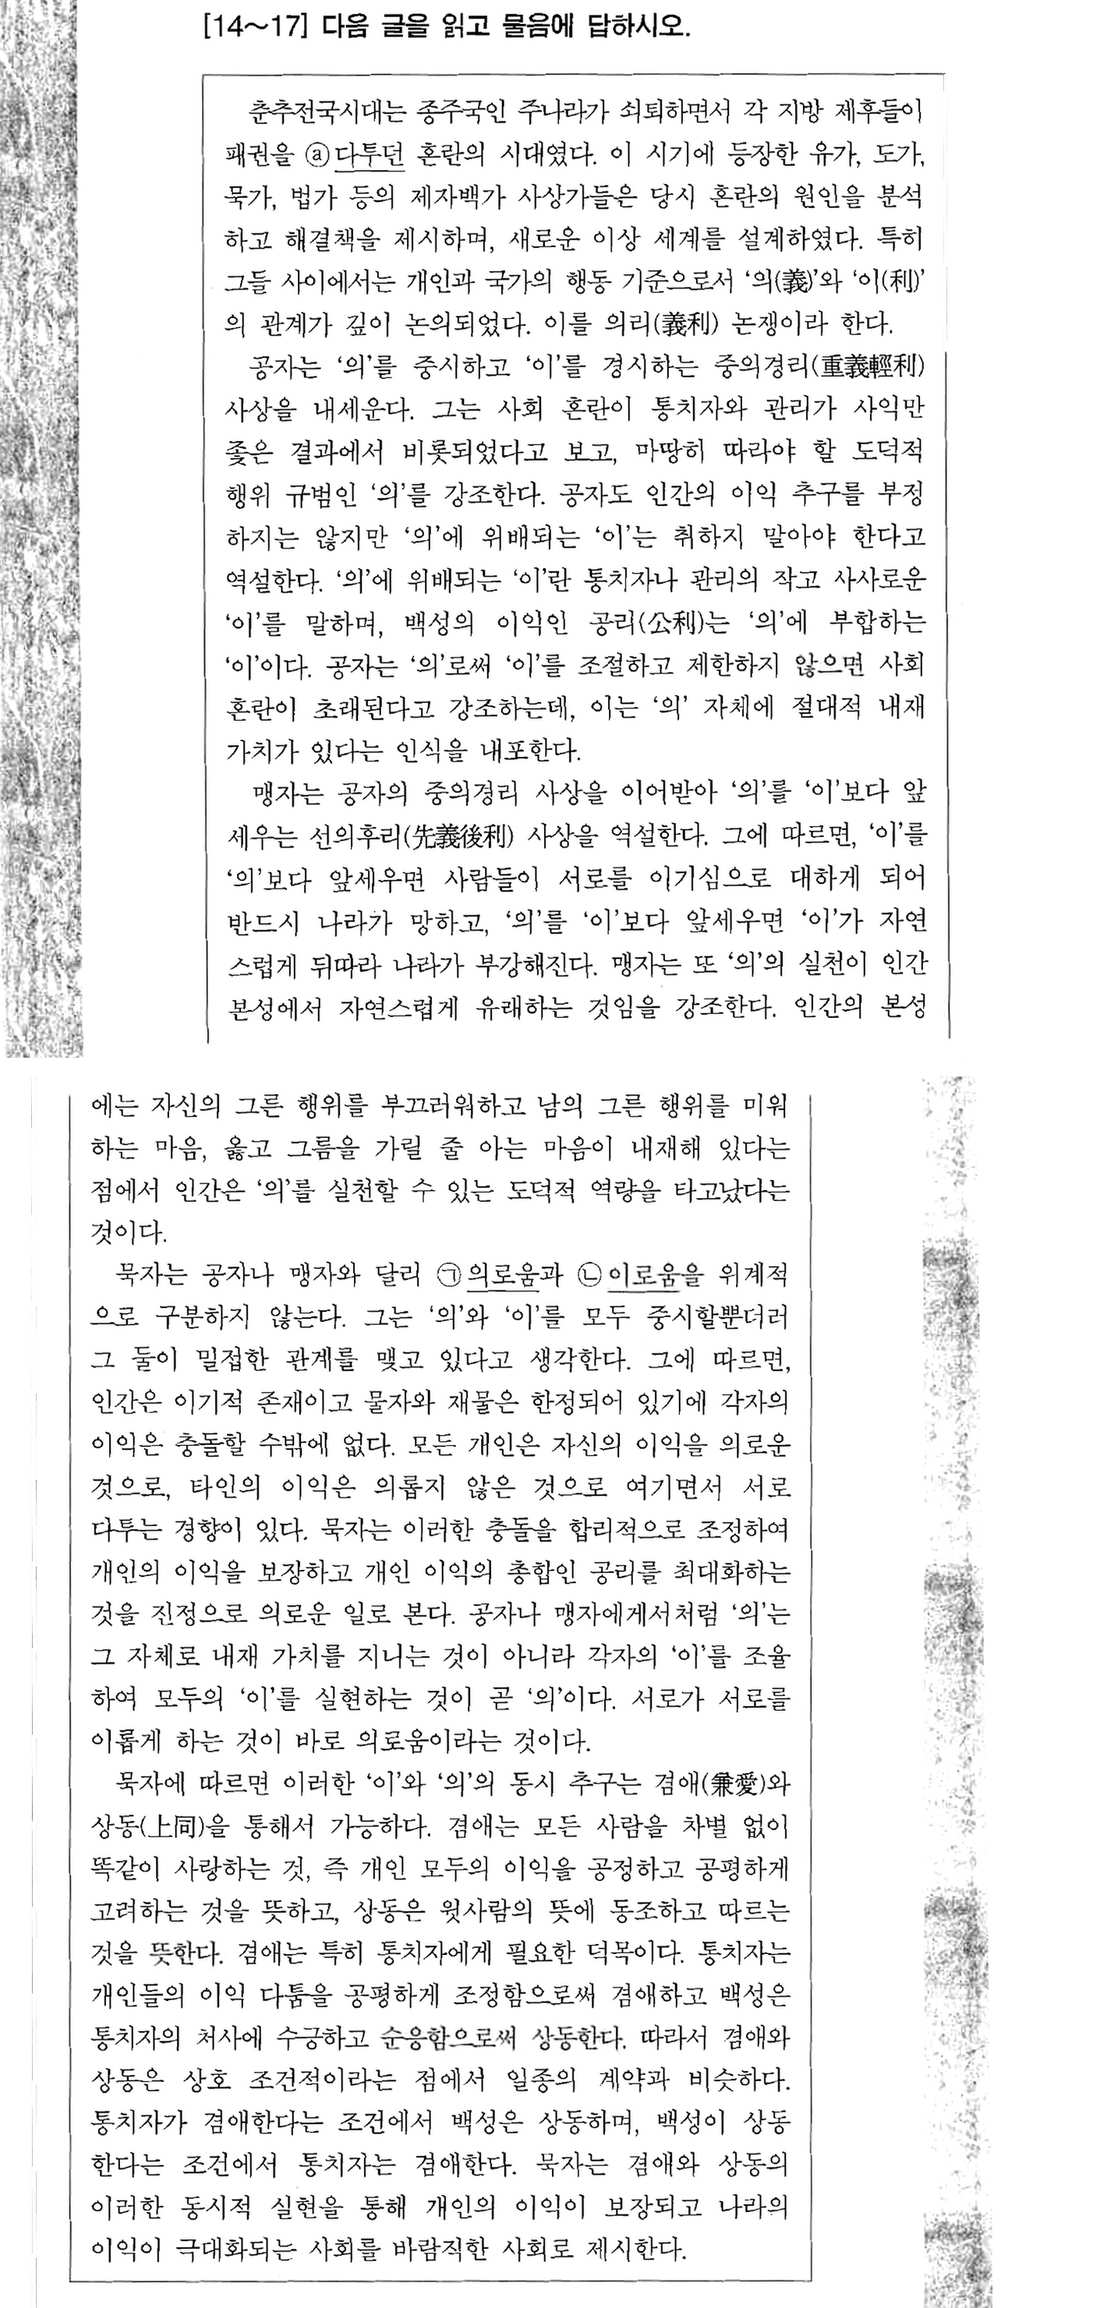 [14~17] 다음 글을 읽고 물음에 답하시오.
춘추전국시대는 종주국인 주나라가 쇠퇴하면서 각 지방 제후들이
패권을 ⓐ다투던 혼란의 시대였다. 이 시기에 등장한 유가, 도가,
묵가, 법가 등의 제자백가 사상가들은 당시 혼란의 원인을 분석
하고 해결책을 제시하며, 새로운 이상 세계를 설계하였다. 특히
그들 사이에서는 개인과 국가의 행동 기준으로서 ‘의(義)’와 ‘이(利)’
의 관계가 깊이 논의되었다. 이를 의리(義利) 논쟁이라 한다.
공자는 ‘의’를 중시하고 ‘이’를 경시하는 중의경리(重義輕利)
사상을 내세운다. 그는 사회 혼란이 통치자와 관리가 사익만
좇은 결과에서 비롯되었다고 보고, 마땅히 따라야 할 도덕적
행위 규범인 ‘의’를 강조한다. 공자도 인간의 이익 추구를 부정
하지는 않지만 ‘의’에 위배되는 ‘이’는 취하지 말아야 한다고
역설한다. ‘의’에 위배되는 ‘이’란 통치자나 관리의 작고 사사로운
‘이’를 말하며, 백성의 이익인 공리(公利)는 ‘의’에 부합하는
‘이’이다. 공자는 ‘의’로써 ‘이’를 조절하고 제한하지 않으면 사회
혼란이 초래된다고 강조하는데, 이는 ‘의’ 자체에 절대적 내재
가치가 있다는 인식을 내포한다.
맹자는 공자의 중의경리 사상을 이어받아 ‘의’를 ‘이’보다 앞
세우는 선의후리(先義後利) 사상을 역설한다. 그에 따르면, ‘이’를
‘의’보다 앞세우면 사람들이 서로를 이기심으로 대하게 되어
반드시 나라가 망하고, ‘의’를 ‘이’보다 앞세우면 ‘이’가 자연
스럽게 뒤따라 나라가 부강해진다. 맹자는 또 ‘의’의 실천이 인간
본성에서 자연스럽게 유래하는 것임을 강조한다. 인간의 본성
에는 자신의 그른 행위를 부끄러워하고 남의 그른 행위를 미워
하는 마음, 옳고 그름을 가릴 줄 아는 마음이 내재해 있다는
점에서 인간은 ‘의’를 실천할 수 있는 도덕적 역량을 타고났다는
것이다.
묵자는 공자나 맹자와 달리 ㉠의로움과 ㉡이로움을 위계적
으로 구분하지 않는다. 그는 ‘의’와 ‘이’를 모두 중시할뿐더러
그 둘이 밀접한 관계를 맺고 있다고 생각한다. 그에 따르면,
인간은 이기적 존재이고 물자와 재물은 한정되어 있기에 각자의
이익은 충돌할 수밖에 없다. 모든 개인은 자신의 이익을 의로운
것으로, 타인의 이익은 의롭지 않은 것으로 여기면서 서로
다투는 경향이 있다. 묵자는 이러한 충돌을 합리적으로 조정하여
개인의 이익을 보장하고 개인 이익의 총합인 공리를 최대화하는
것을 진정으로 의로운 일로 본다. 공자나 맹자에게서처럼 ‘의’는
그 자체로 내재 가치를 지니는 것이 아니라 각자의 ‘이’를 조율
하여 모두의 ‘이’를 실현하는 것이 곧 ‘의’이다. 서로가 서로를
이롭게 하는 것이 바로 의로움이라는 것이다.
묵자에 따르면 이러한 ‘이’와 ‘의’의 동시 추구는 겸애(兼愛)와
상동(上同)을 통해서 가능하다. 겸애는 모든 사람을 차별 없이
똑같이 사랑하는 것, 즉 개인 모두의 이익을 공정하고 공평하게
고려하는 것을 뜻하고, 상동은 윗사람의 뜻에 동조하고 따르는
것을 뜻한다. 겸애는 특히 통치자에게 필요한 덕목이다. 통치자는
개인들의 이익 다툼을 공평하게 조정함으로써 겸애하고 백성은
통치자의 처사에 수긍하고 순응함으로써 상동한다. 따라서 겸애와
상동은 상호 조건적이라는 점에서 일종의 계약과 비슷하다.
통치자가 겸애한다는 조건에서 백성은 상동하며, 백성이 상동
한다는 조건에서 통치자는 겸애한다. 묵자는 겸애와 상동의
이러한 동시적 실현을 통해 개인의 이익이 보장되고 나라의
이익이 극대화되는 사회를 바람직한 사회로 제시한다.